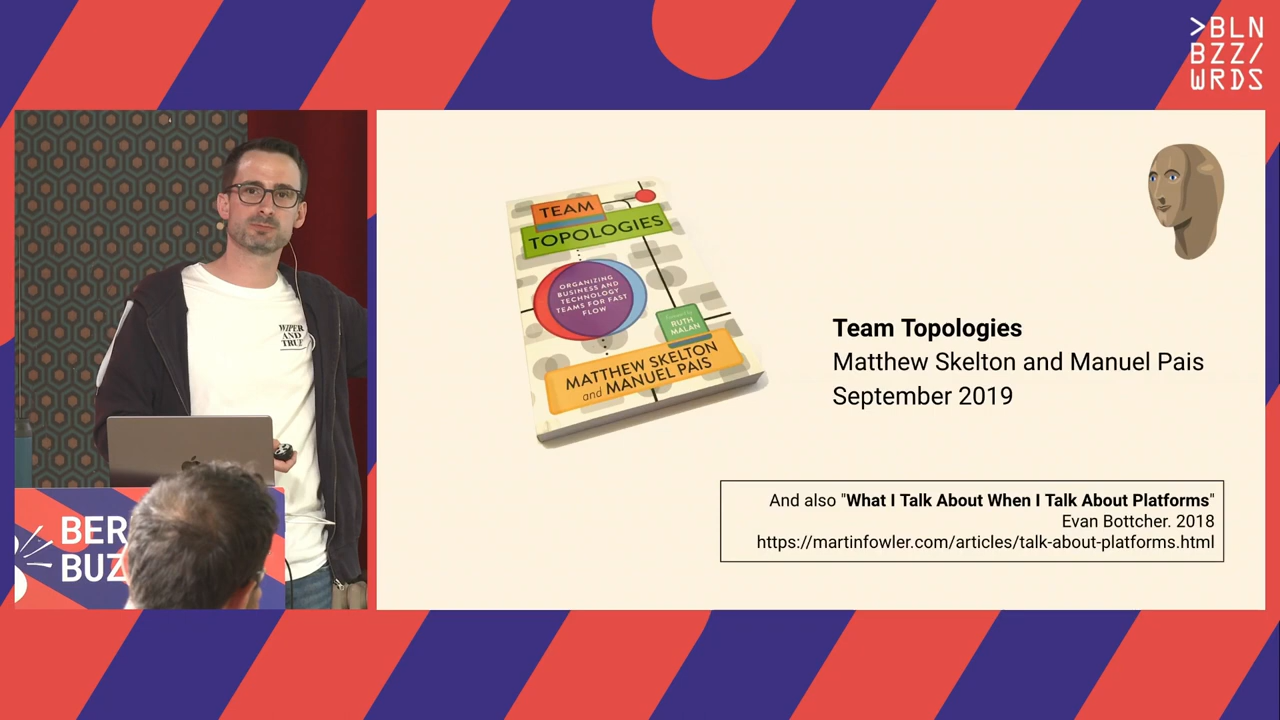 >BLN
BZZ/
WRDS
WIPER
AND
TRUE
BER
BUZ
TEAM
TOPOLOGIES
ORGANIZING
BUSINESS AND
TECHNOLOGY
TEAMS FOR FAST
FLOW
RUTH
MALAN
MATTHEW SKELTON
and MANUEL PAIS
Team Topologies
Matthew Skelton and Manuel Pais
September 2019
And also "What I Talk About When I Talk About Platforms"
Evan Bottcher. 2018
https://martinfowler.com/articles/talk-about-platforms.html